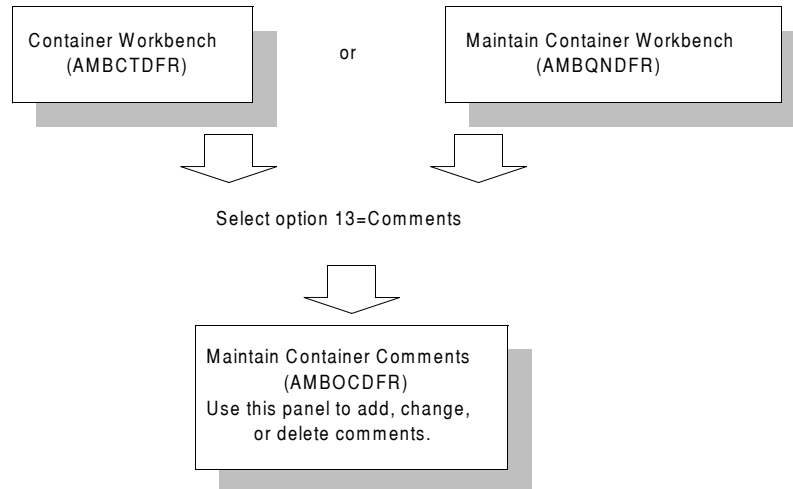 Container Workbench
(AMBCTDFR)
or
Maintain Container Workbench
(AMBQNDFR)
Select option 13=Comments
Maintain Container Comments
(AMBOCDFR)
Use this panel to add, change,
or delete comments.